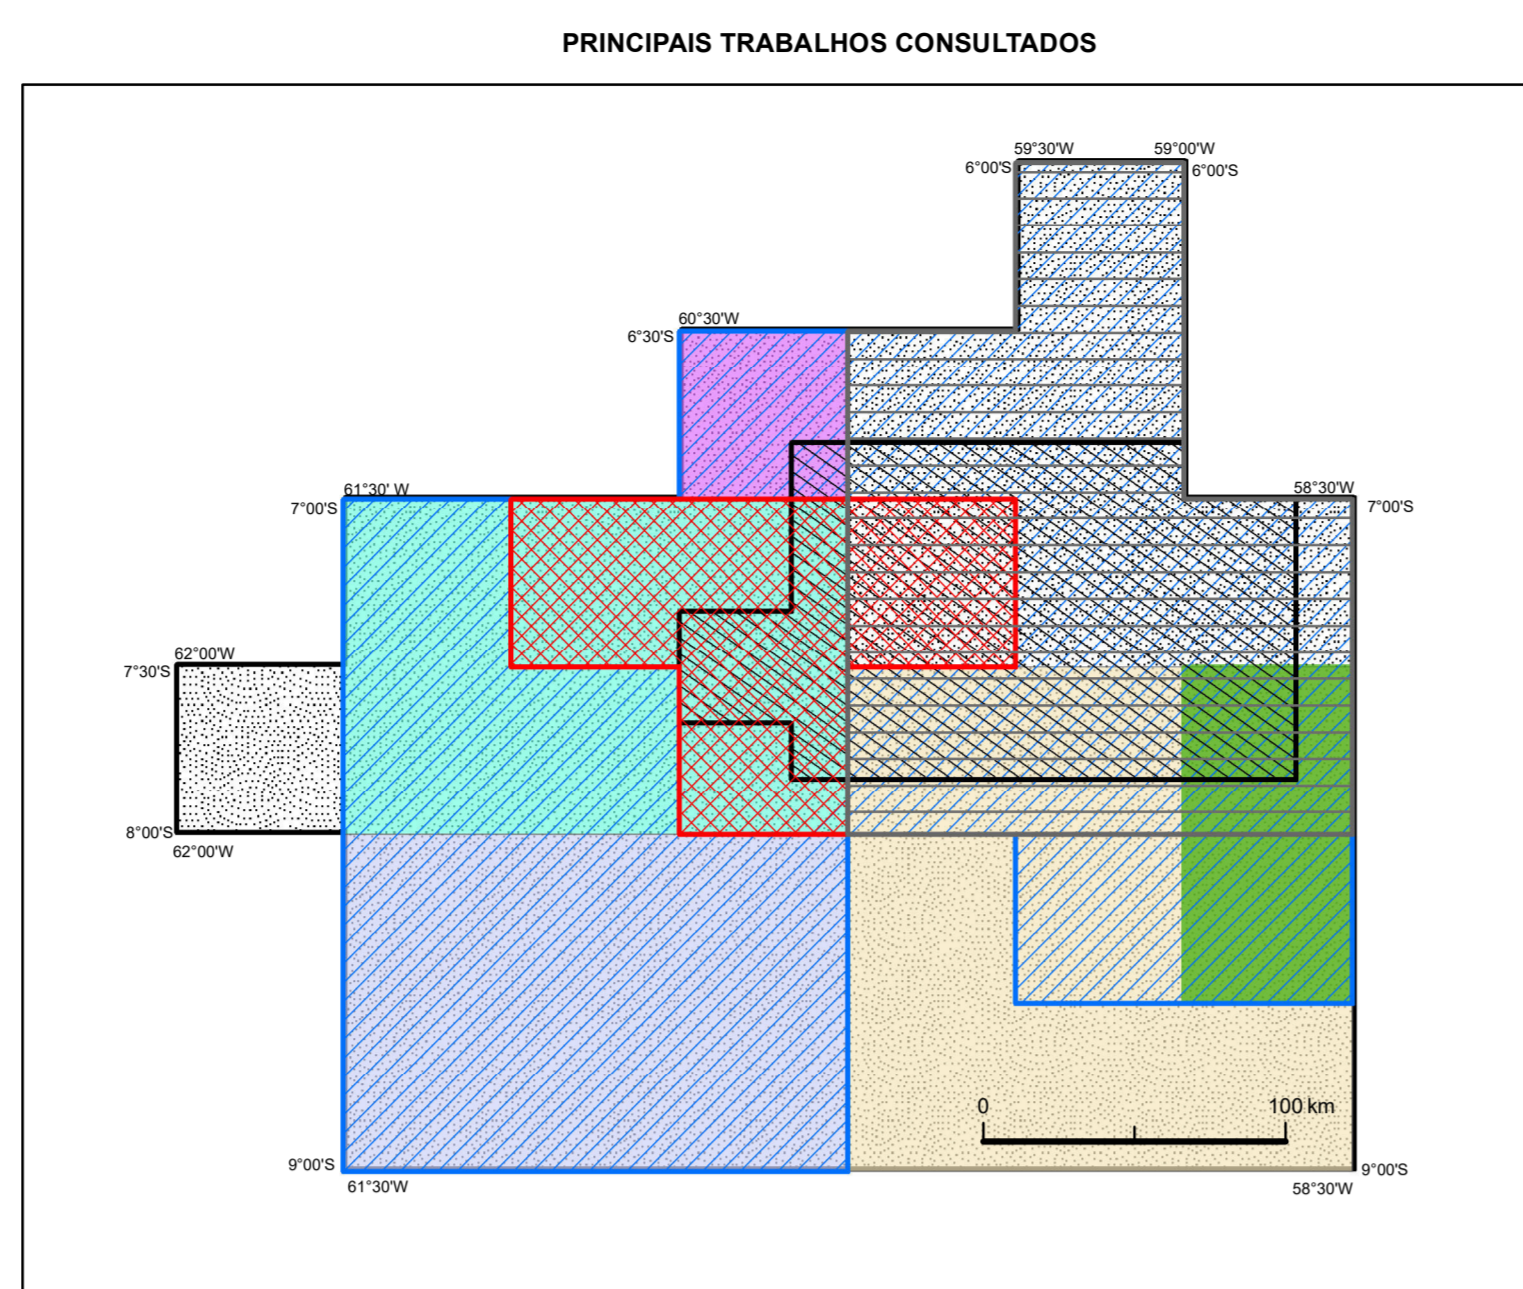 PRINCIPAIS TRABALHOS CONSULTADOS
59°30'W 59°00'W
6°00'S 6°00'S
60°30'W
6°30'S
61°30' W 58°30'W
7°00'S 7°00'S
62°00'W
7°30'S
8°00'S
62°00'W
0 100 km
9°00'S 9°00'S
61°30'W 58°30'W